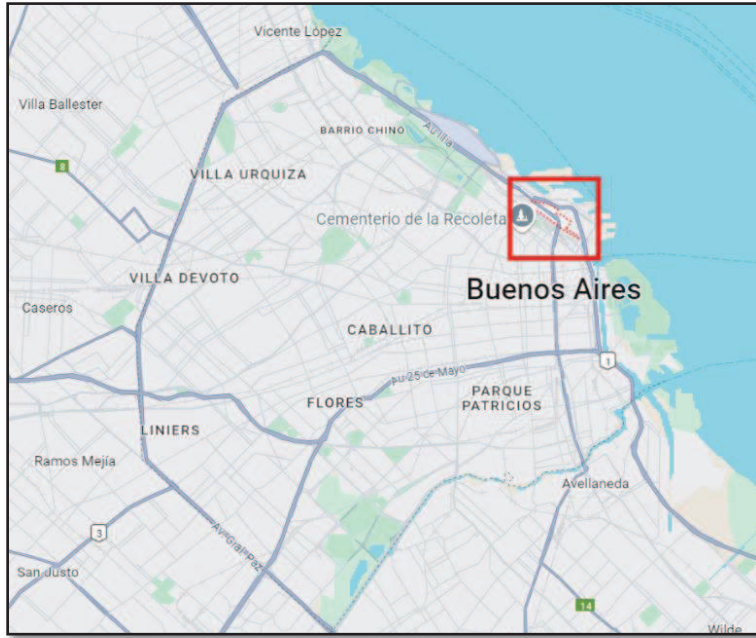 Vicente López
Villa Ballester
BARRIO CHINO
Au Illia
8
VILLA URQUIZA
Cementerio de la Recoleta
VILLA DEVOTO
Buenos Aires
Caseros
CABALLITO
1
Au 25 de Mayo
FLORES
PARQUE
PATRICIOS
LINIERS
Ramos Mejía
Avellaneda
3
Av. Gral. Paz
San Justo
14
Wilde